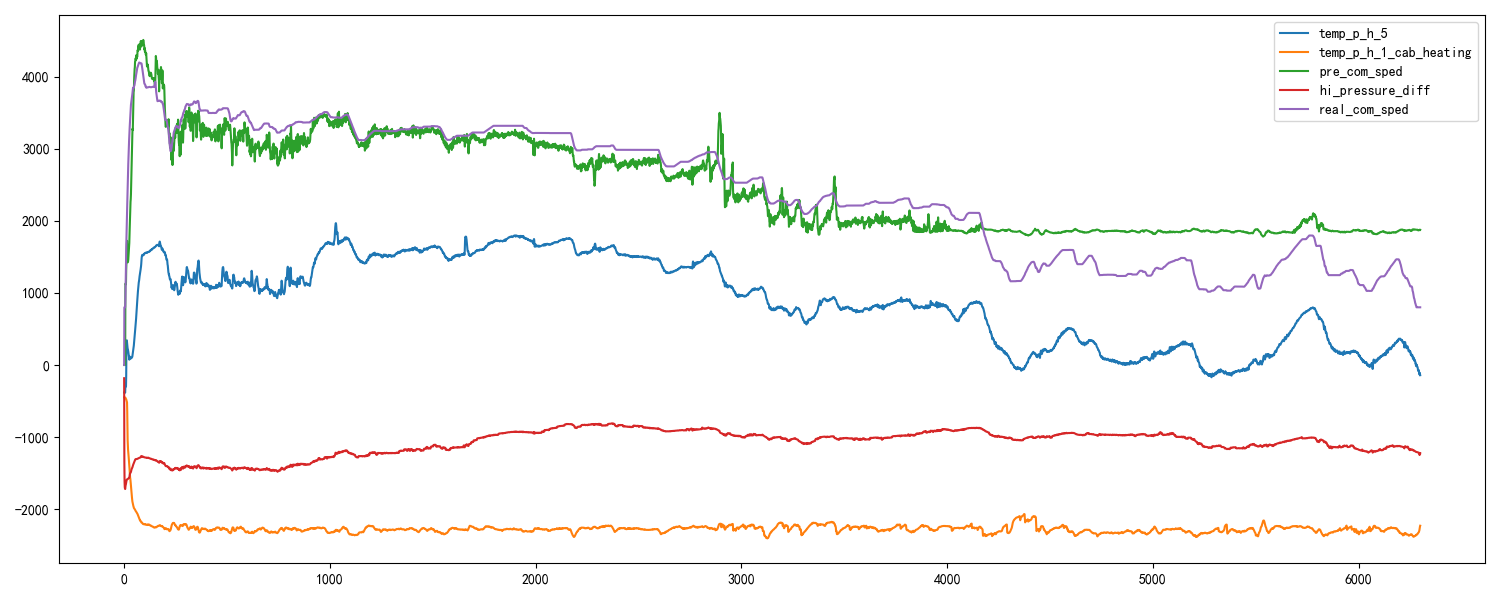 temp_p_h_5
temp_p_h_1_cab_heating
pre_com_sped
hi_pressure_diff
real_com_sped
4000
3000
2000
1000
0
−1000
−2000
0 1000 2000 3000 4000 5000 6000